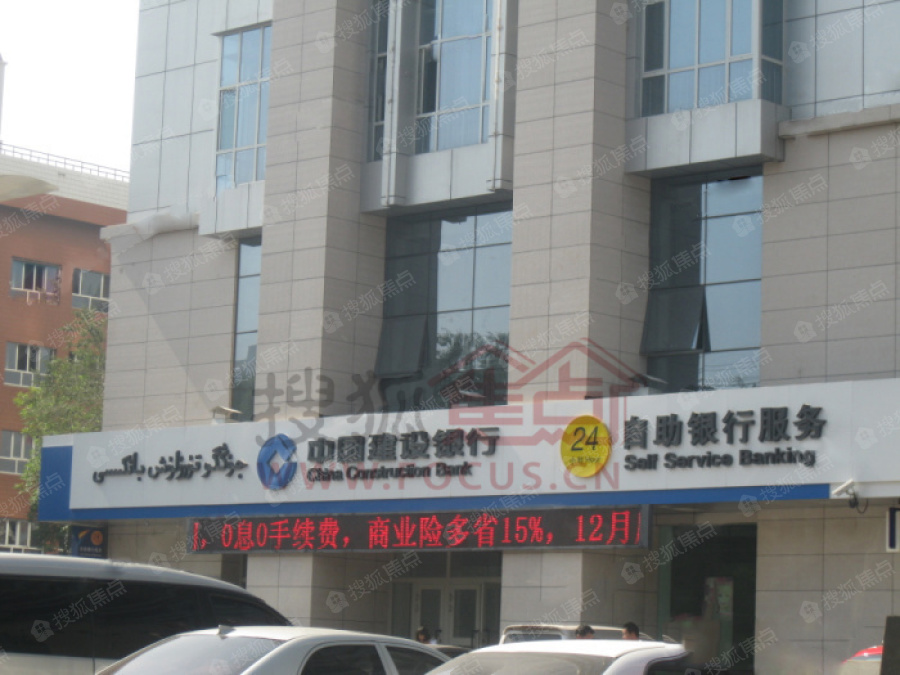 جۇڭگو قۇرۇلۇش بانكىسى
中国建设银行
China Construction Bank
24
自助银行服务
Self Service Banking
，0息0手续费，商业险多省15%，12月
搜狐焦点
WWW.FOCUS.CN